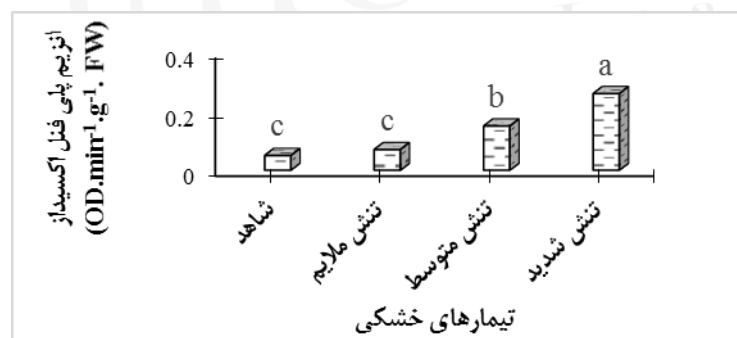 آنزیم پلی فنل اکسیداز
(OD.min-1.g-1. FW)
0.4
0.2
0
c
c
b
a
شاهد
تنش ملایم
تنش متوسط
تنش شدید
تیمارهای خشکی